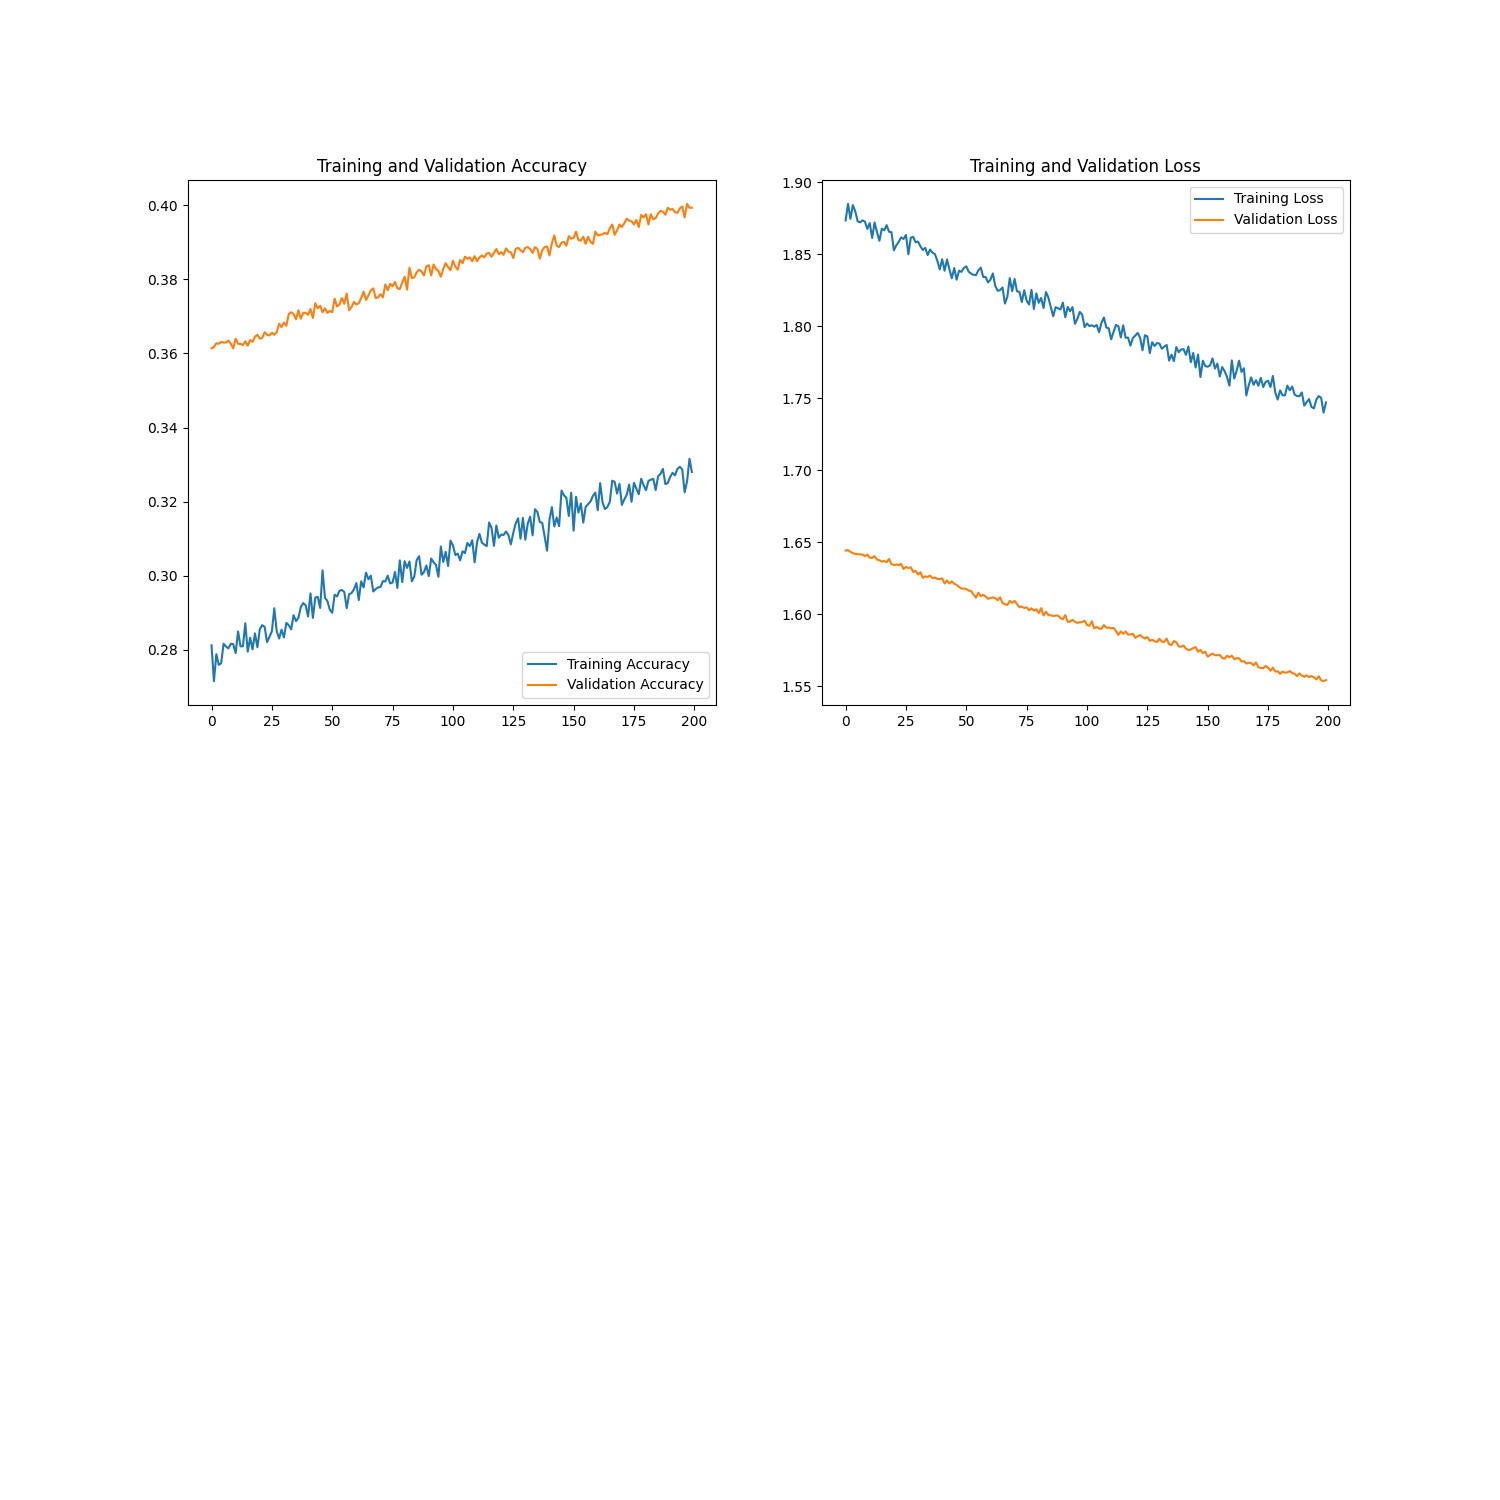 Training and Validation Accuracy
0.40
0.38
0.36
0.34
0.32
0.30
0.28
Training Accuracy
Validation Accuracy
0 25 50 75 100 125 150 175 200
Training and Validation Loss
1.90
1.85
1.80
1.75
1.70
1.65
1.60
1.55
Training Loss
Validation Loss
0 25 50 75 100 125 150 175 200